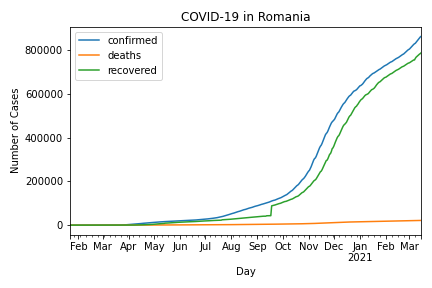 COVID-19 in Romania
confirmed
deaths
recovered
Number of Cases
800000
600000
400000
200000
0
Feb Mar Apr May Jun Jul Aug Sep Oct Nov Dec Jan Feb Mar
2021
Day